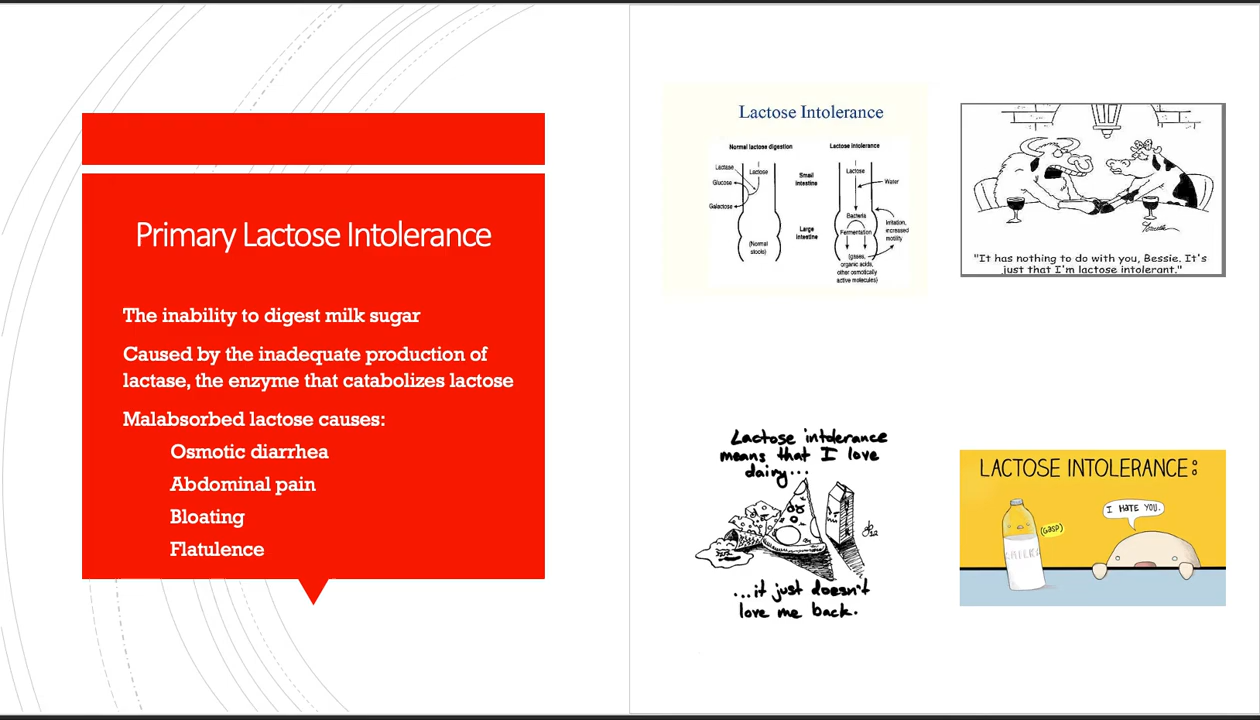 Primary Lactose Intolerance
The inability to digest milk sugar
Caused by the inadequate production of
lactase, the enzyme that catabolizes lactose
Malabsorbed lactose causes:
Osmotic diarrhea
Abdominal pain
Bloating
Flatulence
Lactose Intolerance
Normal lactose digestion
Lactase
Lactose
Glucose
Galactose
(Normal
stools)
Small
intestine
Large
intestine
Lactose intolerance
Lactose
Water
Bacteria
Fermentation
Irritation,
increased
motility
(gases,
organic acids,
other osmotically
active molecules)
"It has nothing to do with you, Bessie. It's
just that I'm lactose intolerant."
Lactose intolerance
means that I love
dairy...
...it just doesn't
love me back.
LACTOSE INTOLERANCE:
I HATE YOU.
(GASP)
MILK